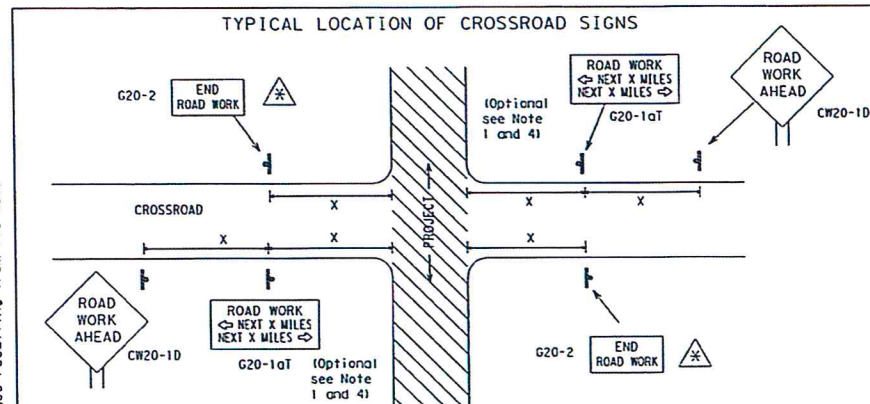 TYPICAL LOCATION OF CROSSROAD SIGNS
G20-2
END
ROAD WORK
*
(Optional
see Note
1 and 4)
ROAD WORK
⇦ NEXT X MILES
NEXT X MILES ⇨
G20-1aT
ROAD
WORK
AHEAD
CW20-1D
CROSSROAD
X
X
X
X
X
X
PROJECT
ROAD
WORK
AHEAD
CW20-1D
ROAD WORK
⇦ NEXT X MILES
NEXT X MILES ⇨
G20-1aT
(Optional
see Note
1 and 4)
G20-2
END
ROAD WORK
*